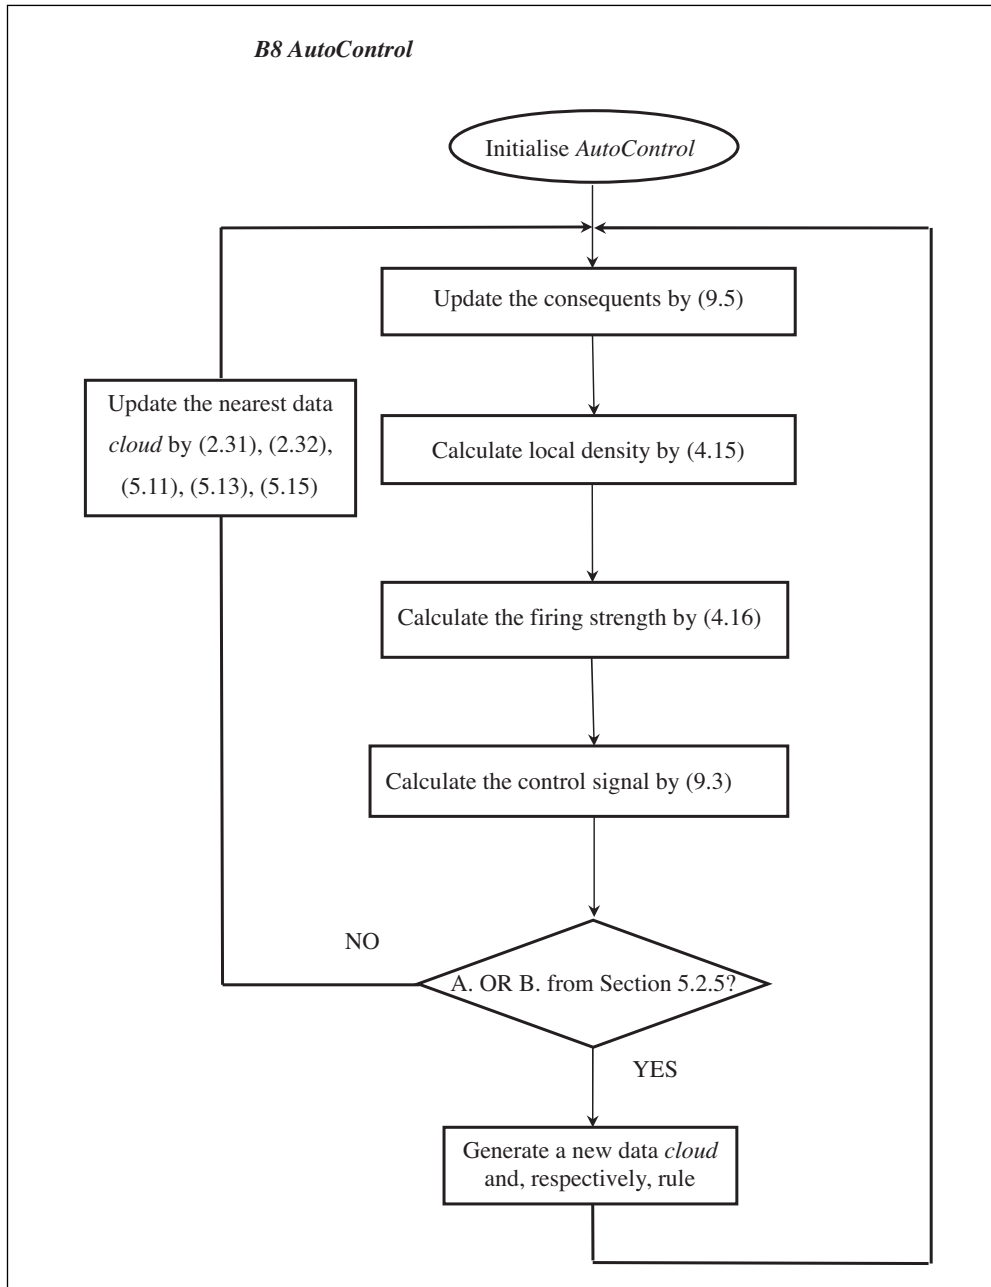 B8 AutoControl
Initialise AutoControl
Update the consequents by (9.5)
Update the nearest data
cloud by (2.31), (2.32),
(5.11), (5.13), (5.15)
Calculate local density by (4.15)
Calculate the firing strength by (4.16)
Calculate the control signal by (9.3)
NO
A. OR B. from Section 5.2.5?
YES
Generate a new data cloud
and, respectively, rule